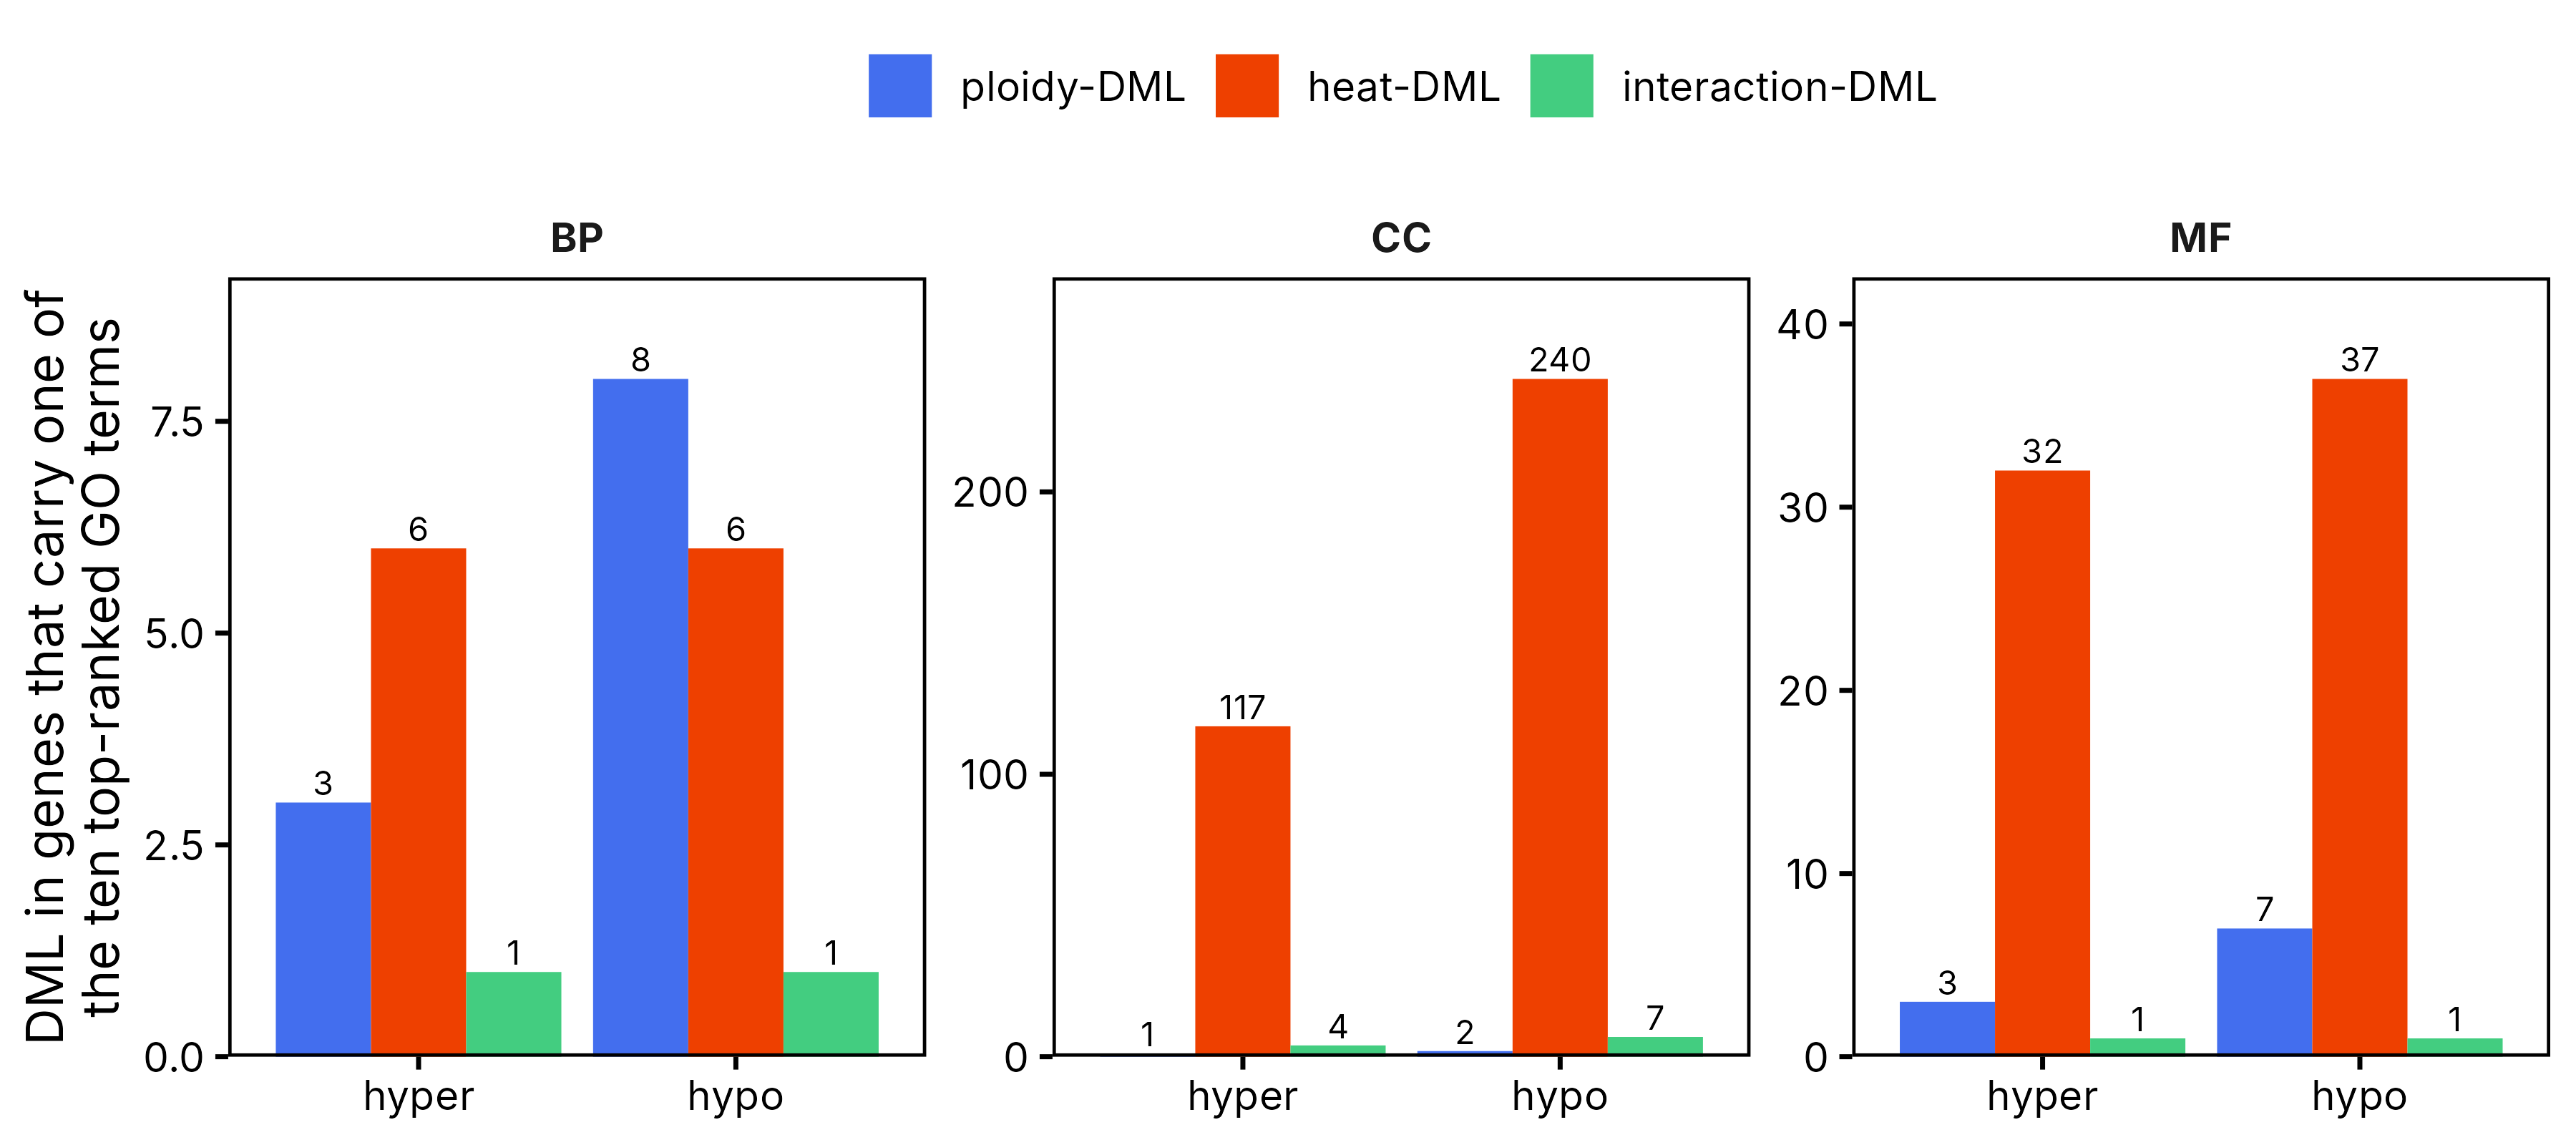 ploidy-DML heat-DML interaction-DML
DML in genes that carry one of
the ten top-ranked GO terms
BP
7.5
5.0
2.5
0.0
3
6
1
8
6
1
hyper
hypo
CC
200
100
0
1
117
4
2
240
7
hyper
hypo
MF
40
30
20
10
0
3
32
1
7
37
1
hyper
hypo